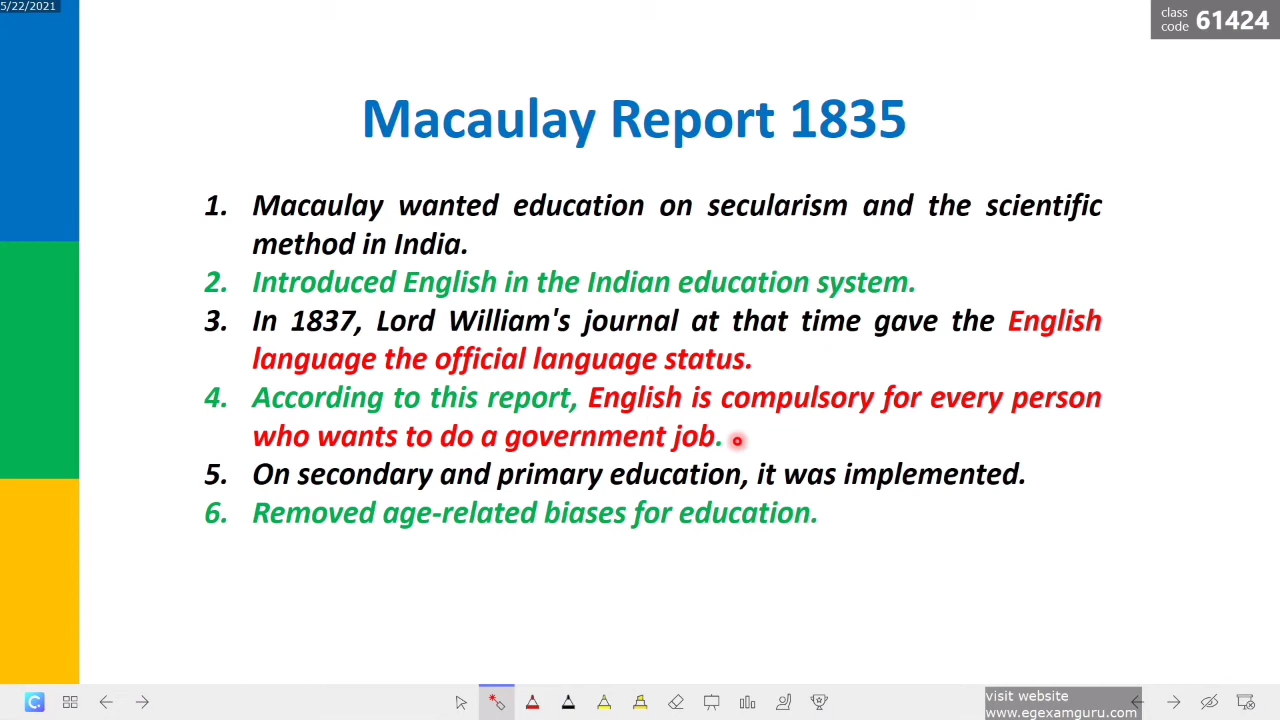 5/22/2021
class
code 61424
Macaulay Report 1835
1. Macaulay wanted education on secularism and the scientific
method in India.
2. Introduced English in the Indian education system.
3. In 1837, Lord William's journal at that time gave the English
language the official language status.
4. According to this report, English is compulsory for every person
who wants to do a government job.
5. On secondary and primary education, it was implemented.
6. Removed age-related biases for education.
visit website
www.egexamguru.com